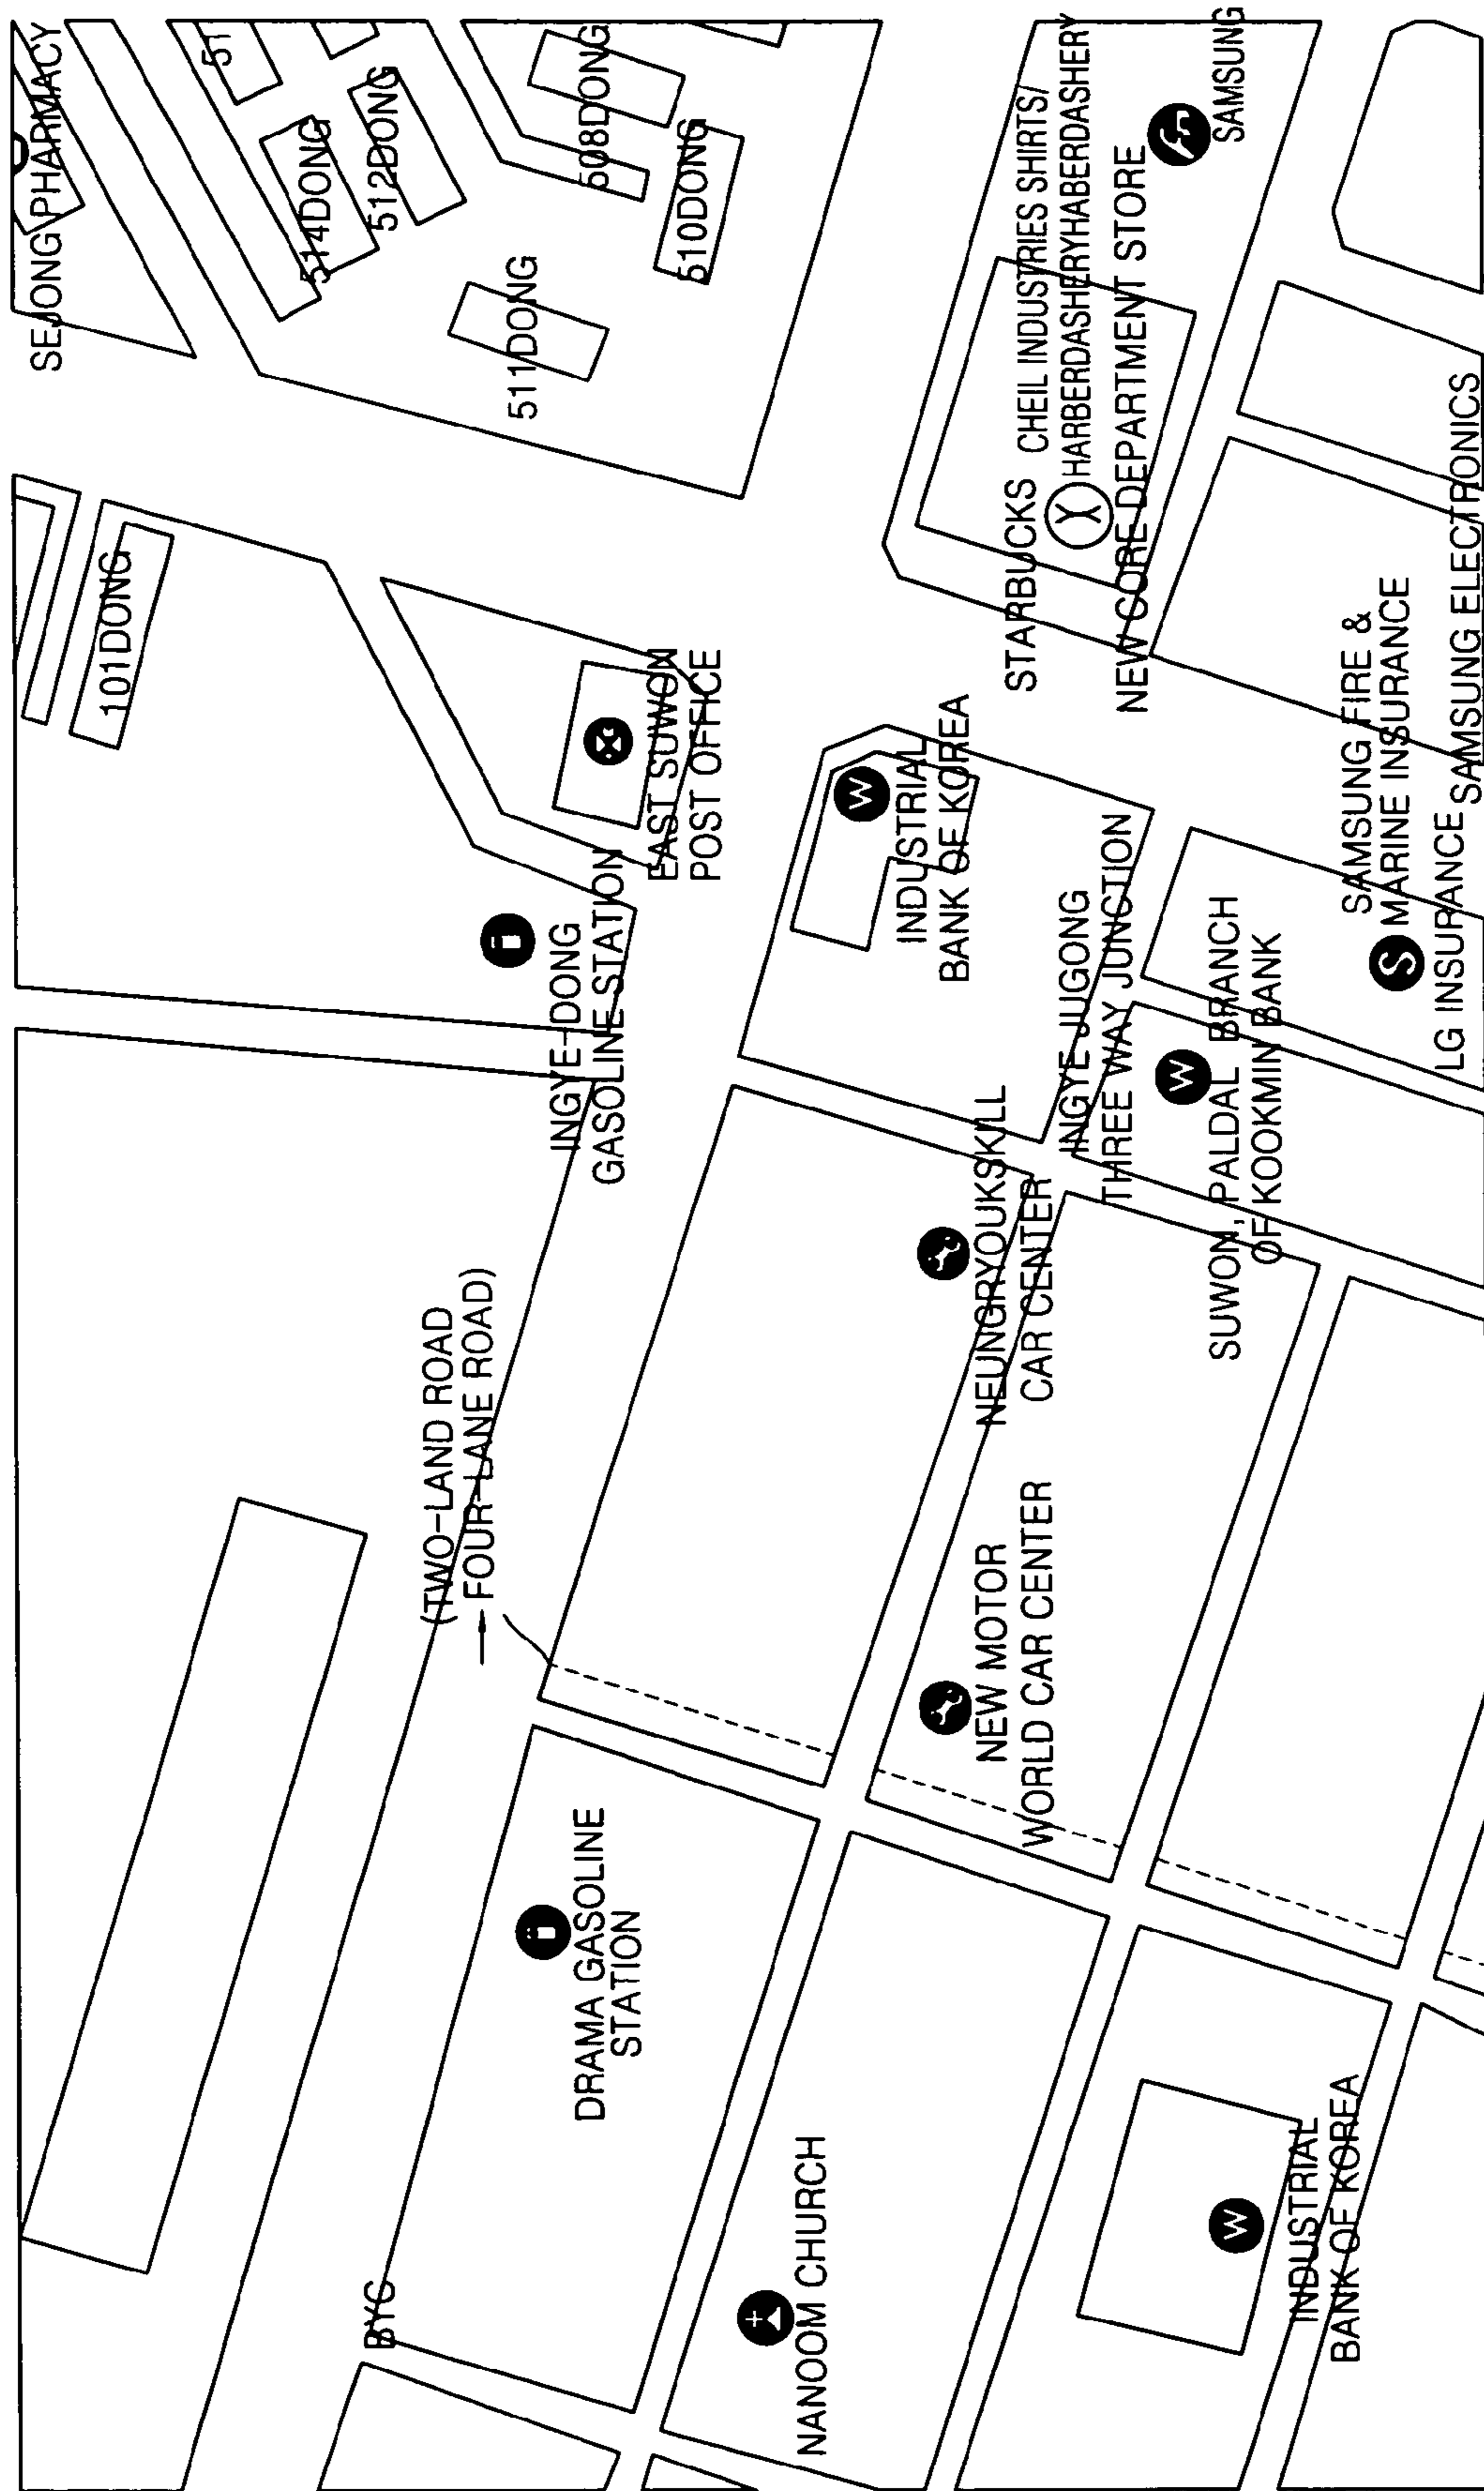 SEJONG PHARMACY
101DONG
51
514DONG
BYC
512DONG
(TWO-LAND ROAD
FOUR-LANE ROAD)
511DONG
INGYE-DONG
GASOLINE STATION
DRAMA GASOLINE
STATION
508DONG
EAST SUWON
POST OFFICE
510DONG
NANOOM CHURCH
W
INDUSTRIAL
BANK OF KOREA
NEW MOTOR
WORLD CAR CENTER
NEUNGRYOUKSKILL
CAR CENTER
STARBUCKS
CHEIL INDUSTRIES SHIRTS/
HARBERDASHERYHABERDASHERY
INGYE JUGONG
THREE WAY JUNCTION
NEW CORE DEPARTMENT STORE
SAMSUNG
W
SUWON, PALDAL BRANCH
OF KOOKMIN BANK
W
INDUSTRIAL
BANK OF KOREA
SAMSUNG FIRE &
S MARINE INSURANCE
LG INSURANCE
SAMSUNG ELECTRONICS